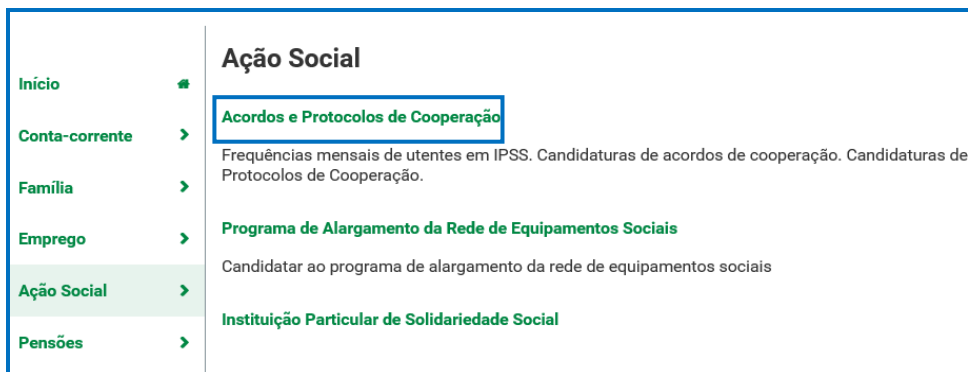 Início
Conta-corrente
Família
Emprego
Ação Social
Pensões
Ação Social
Acordos e Protocolos de Cooperação
Frequências mensais de utentes em IPSS. Candidaturas de acordos de cooperação. Candidaturas de
Protocolos de Cooperação.
Programa de Alargamento da Rede de Equipamentos Sociais
Candidatar ao programa de alargamento da rede de equipamentos sociais
Instituição Particular de Solidariedade Social